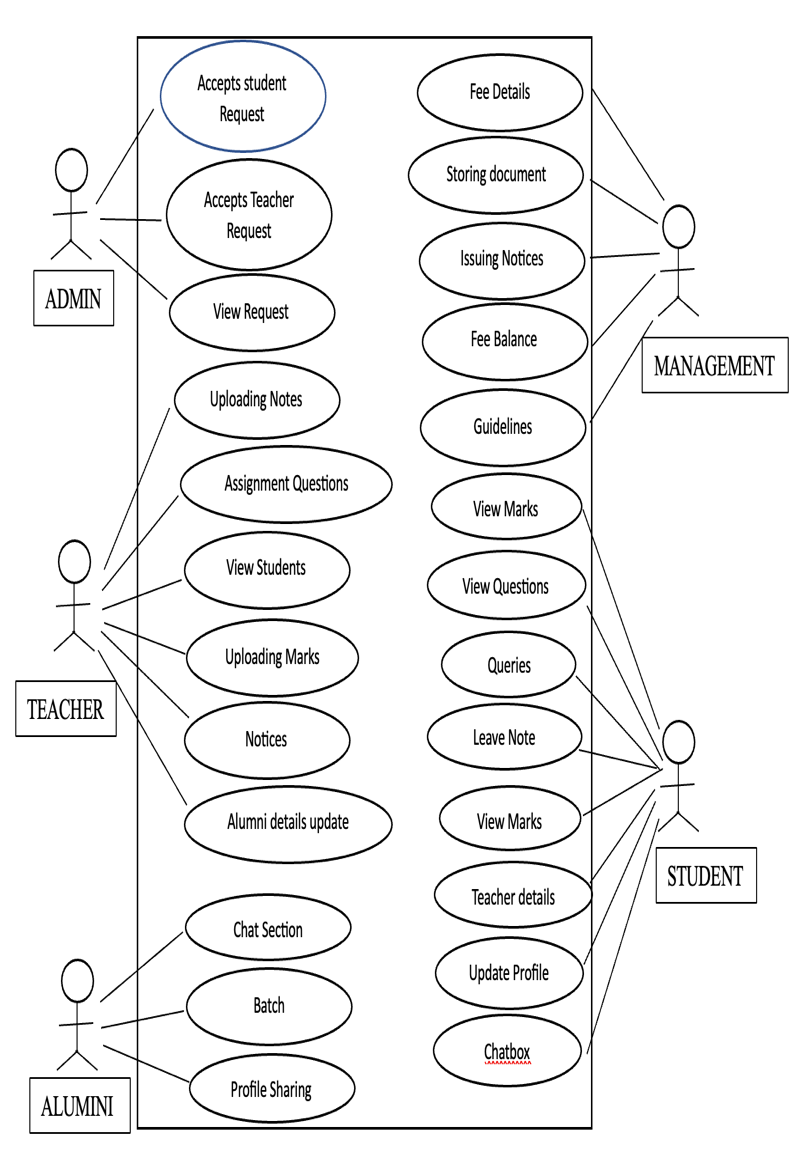 Accepts student
Request
Accepts Teacher
Request
View Request
ADMIN
Uploading Notes
Assignment Questions
View Students
Uploading Marks
Notices
Alumni details update
TEACHER
Chat Section
Batch
Profile Sharing
ALUMINI
Fee Details
Storing document
Issuing Notices
Fee Balance
Guidelines
MANAGEMENT
View Marks
View Questions
Queries
Leave Note
View Marks
Teacher details
Update Profile
Chatbox
STUDENT